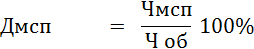 Дмсп = Чмсп / Ч об 100%